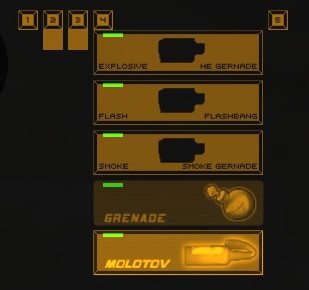 1 2 3 4 5
EXPLOSIVE HE GERNADE
FLASH FLASHBANG
SMOKE SMOKE GERNADE
GRENADE
MOLOTOV